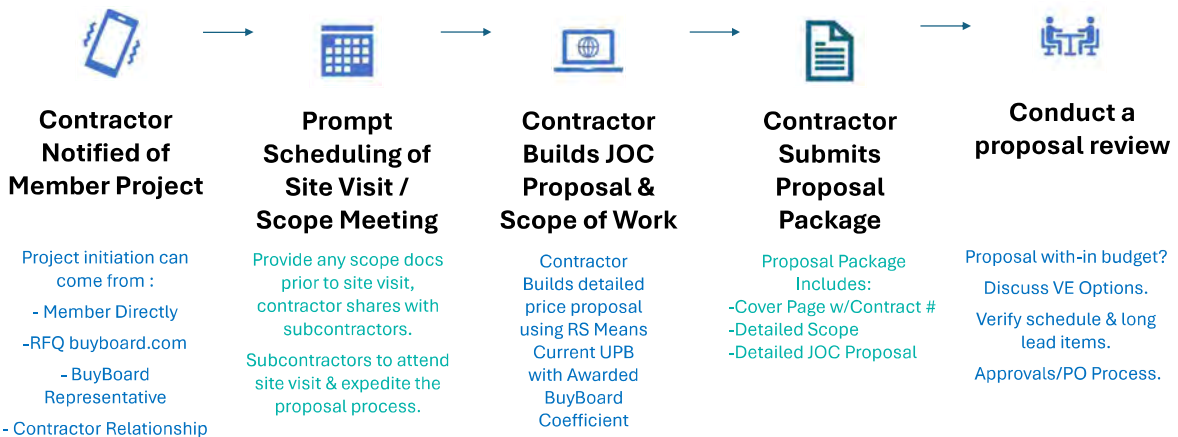 Contractor
Notified of
Member Project
Project initiation can
come from :
- Member Directly
-RFQ buyboard.com
- BuyBoard
Representative
- Contractor Relationship
Prompt
Scheduling of
Site Visit /
Scope Meeting
Provide any scope docs
prior to site visit,
contractor shares with
subcontractors.
Subcontractors to attend
site visit & expedite the
proposal process.
Contractor
Builds JOC
Proposal &
Scope of Work
Contractor
Builds detailed
price proposal
using RS Means
Current UPB
with Awarded
BuyBoard
Coefficient
Contractor
Submits
Proposal
Package
Proposal Package
Includes:
-Cover Page w/Contract #
-Detailed Scope
-Detailed JOC Proposal
Conduct a
proposal review
Proposal with-in budget?
Discuss VE Options.
Verify schedule & long
lead items.
Approvals/PO Process.